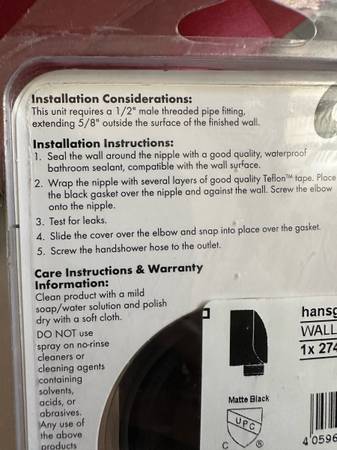 Installation Considerations:
This unit requires a 1/2" male threaded pipe fitting,
extending 5/8" outside the surface of the finished wall.
Installation Instructions:
1. Seal the wall around the nipple with a good quality, waterproof
bathroom sealant, compatible with the wall surface.
2. Wrap the nipple with several layers of good quality Teflon™ tape. Place
the black gasket over the nipple and against the wall. Screw the elbow
onto the nipple.
3. Test for leaks.
4. Slide the cover over the elbow and snap into place over the gasket.
5. Screw the handshower hose to the outlet.
Care Instructions & Warranty
Information:
Clean product with a mild
soap/water solution and polish
dry with a soft cloth.
DO NOT use
spray on no-rinse
cleaners or
cleaning agents
containing
solvents,
acids, or
abrasives.
Any use of
the above
products
hansg
WALL
1x 274
Matte Black
UPC
C ®
4 0596